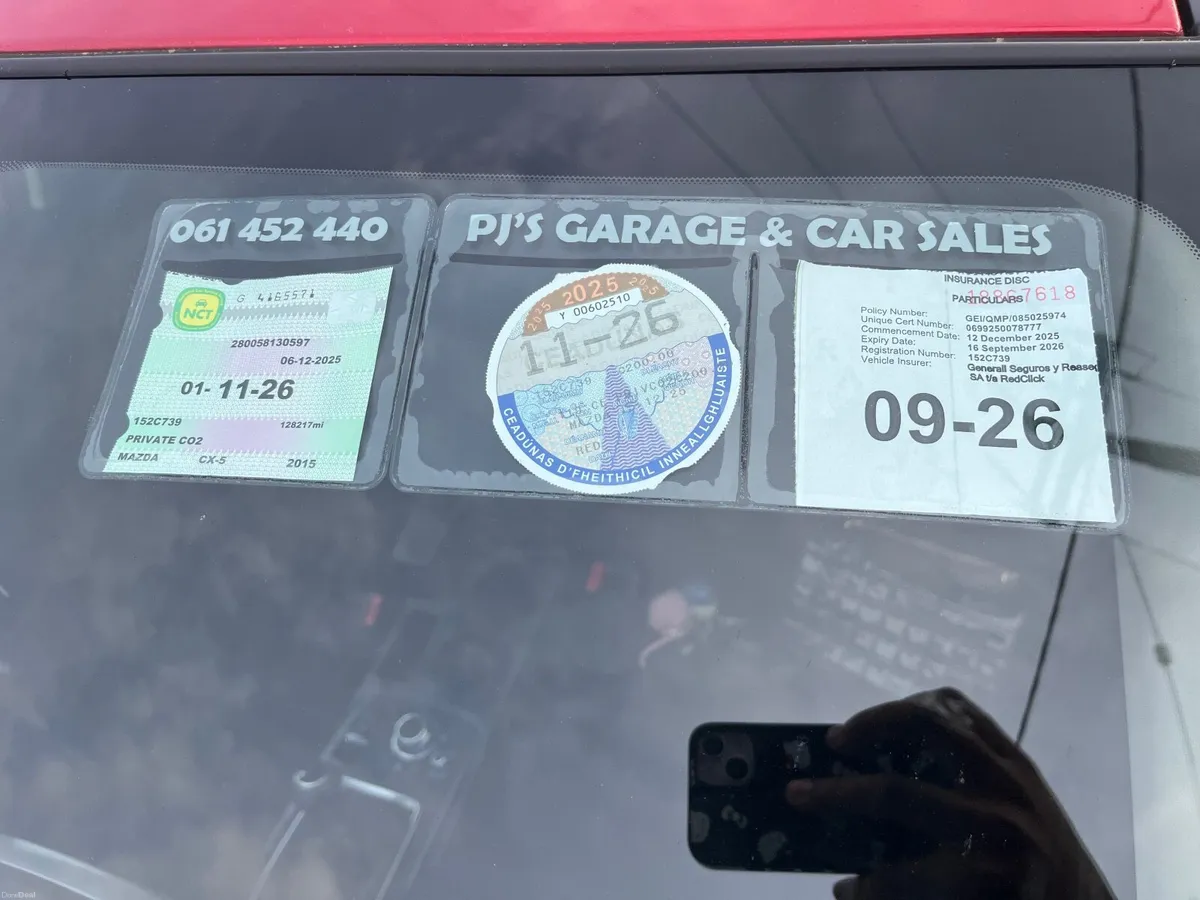 061 452 440
PJ'S GARAGE & CAR SALES
NCT
280058130597
06-12-2025
01- 11-26
152C739
128217mi
PRIVATE CO2
MAZDA CX-5 2015
2025 2025 2025
Y 00602510
11-26
CEADÚNAS D'FHEITHICIL INNEALLGHLUAISTE
INSURANCE DISC
PARTICULARS
Policy Number: GEI/QMP/085025974
Unique Cert Number: 0699250078777
Commencement Date: 12 December 2025
Expiry Date: 16 September 2026
Registration Number: 152C739
Vehicle Insurer: Generali Seguros y Reaseg
SA t/a RedClick
09-26